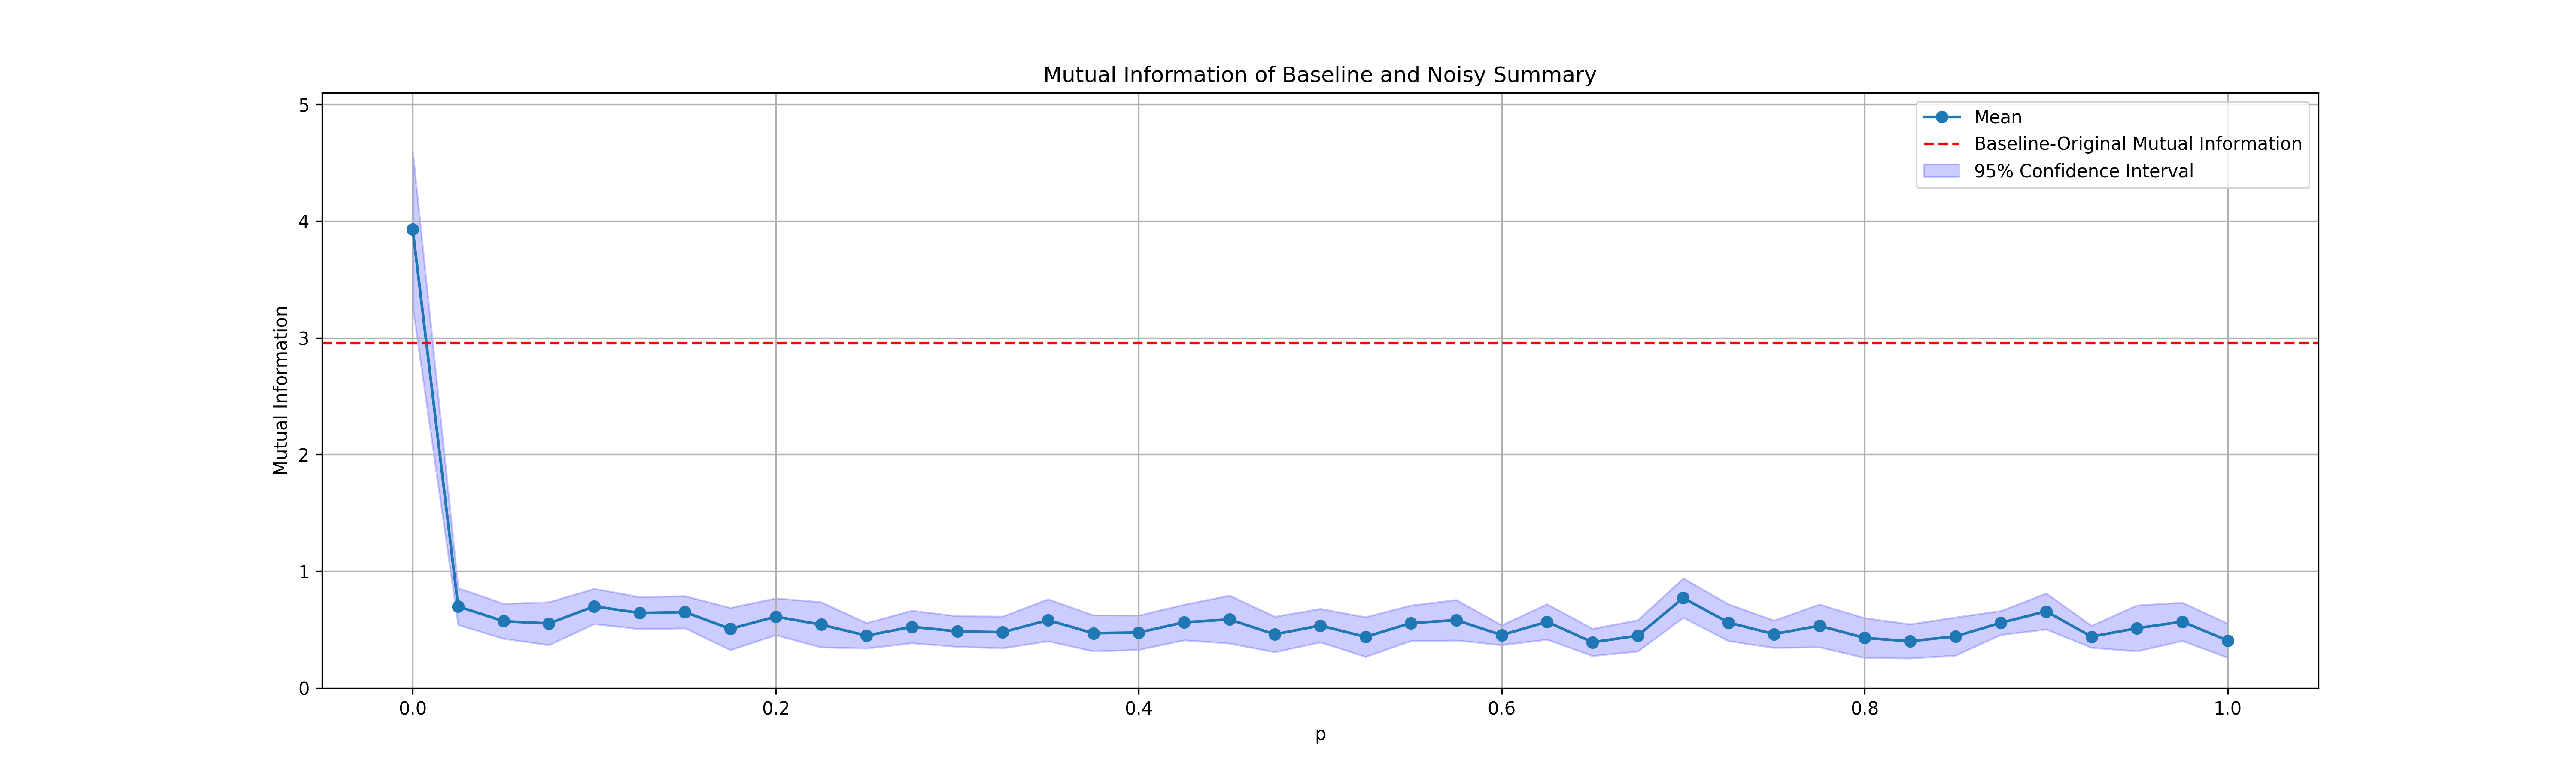 Mutual Information of Baseline and Noisy Summary
Mean
Baseline-Original Mutual Information
95% Confidence Interval
Mutual Information
5
4
3
2
1
0
0.0
0.2
0.4
0.6
0.8
1.0
p